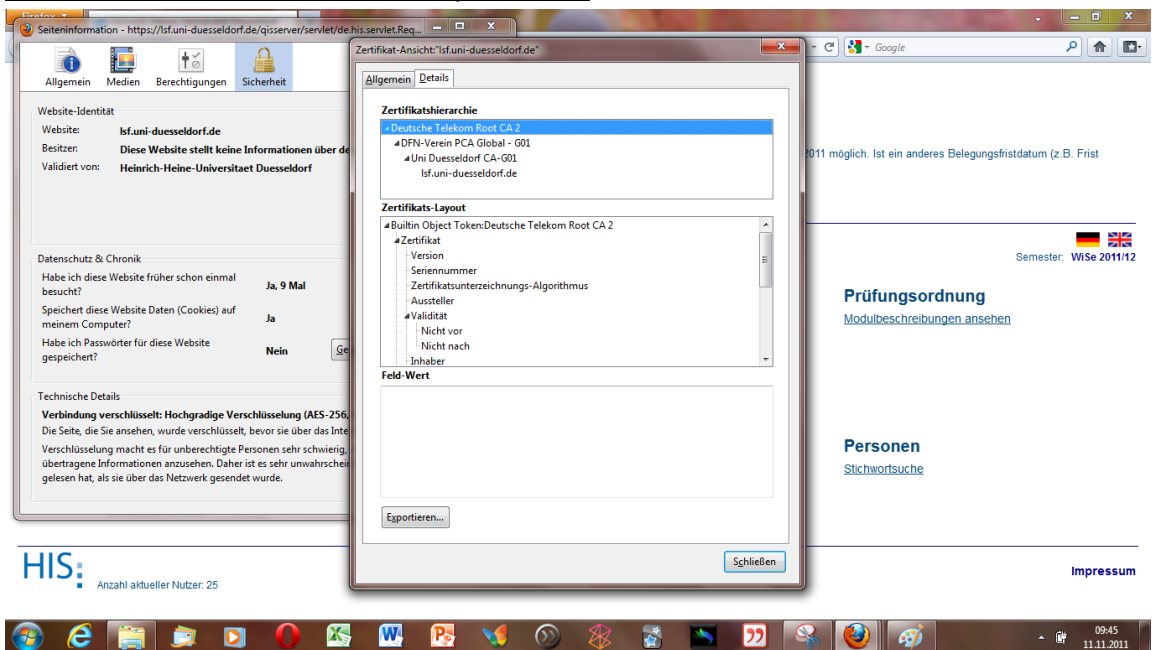 Firefox
Seiteninformation - https://lsf.uni-duesseldorf.de/qisserver/servlet/de.his.servlet.Req...
Allgemein Medien Berechtigungen Sicherheit
Website-Identität
Website: lsf.uni-duesseldorf.de
Besitzer: Diese Website stellt keine Informationen über de
Validiert von: Heinrich-Heine-Universitaet Duesseldorf
Datenschutz & Chronik
Habe ich diese Website früher schon einmal
besucht? Ja, 9 Mal
Speichert diese Website Daten (Cookies) auf
meinem Computer? Ja
Habe ich Passwörter für diese Website
gespeichert? Nein Ge
Technische Details
Verbindung verschlüsselt: Hochgradige Verschlüsselung (AES-256,
Die Seite, die Sie ansehen, wurde verschlüsselt, bevor sie über das Inte
Verschlüsselung macht es für unberechtigte Personen sehr schwierig,
übertragene Informationen anzusehen. Daher ist es sehr unwahrschein
gelesen hat, als sie über das Netzwerk gesendet wurde.
Zertifikat-Ansicht:"lsf.uni-duesseldorf.de"
Allgemein Details
Zertifikatshierarchie
Deutsche Telekom Root CA 2
DFN-Verein PCA Global - G01
Uni Duesseldorf CA-G01
lsf.uni-duesseldorf.de
Zertifikats-Layout
Builtin Object Token:Deutsche Telekom Root CA 2
Zertifikat
Version
Seriennummer
Zertifikatsunterzeichnungs-Algorithmus
Aussteller
Validität
Nicht vor
Nicht nach
Inhaber
Feld-Wert
Exportieren...
Schließen
Google
2011 möglich. Ist ein anderes Belegungsfristdatum (z.B. Frist
Semester: WiSe 2011/12
Prüfungsordnung
Modulbeschreibungen ansehen
Personen
Stichwortsuche
HIS:
Anzahl aktueller Nutzer: 25
Impressum
09:45
11.11.2011